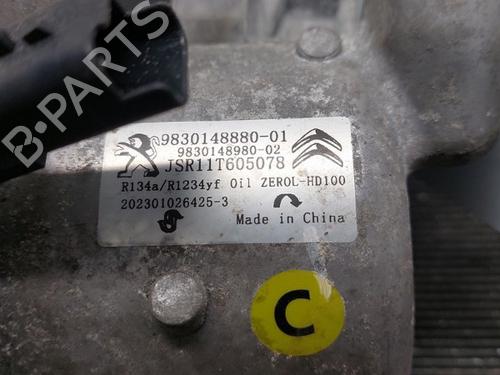 9830148880-01
9830148980-02
JSR11T605078
R134a/R1234yf Oil ZEROL-HD100
202301026425-3
Made in China
C
B-PARTS